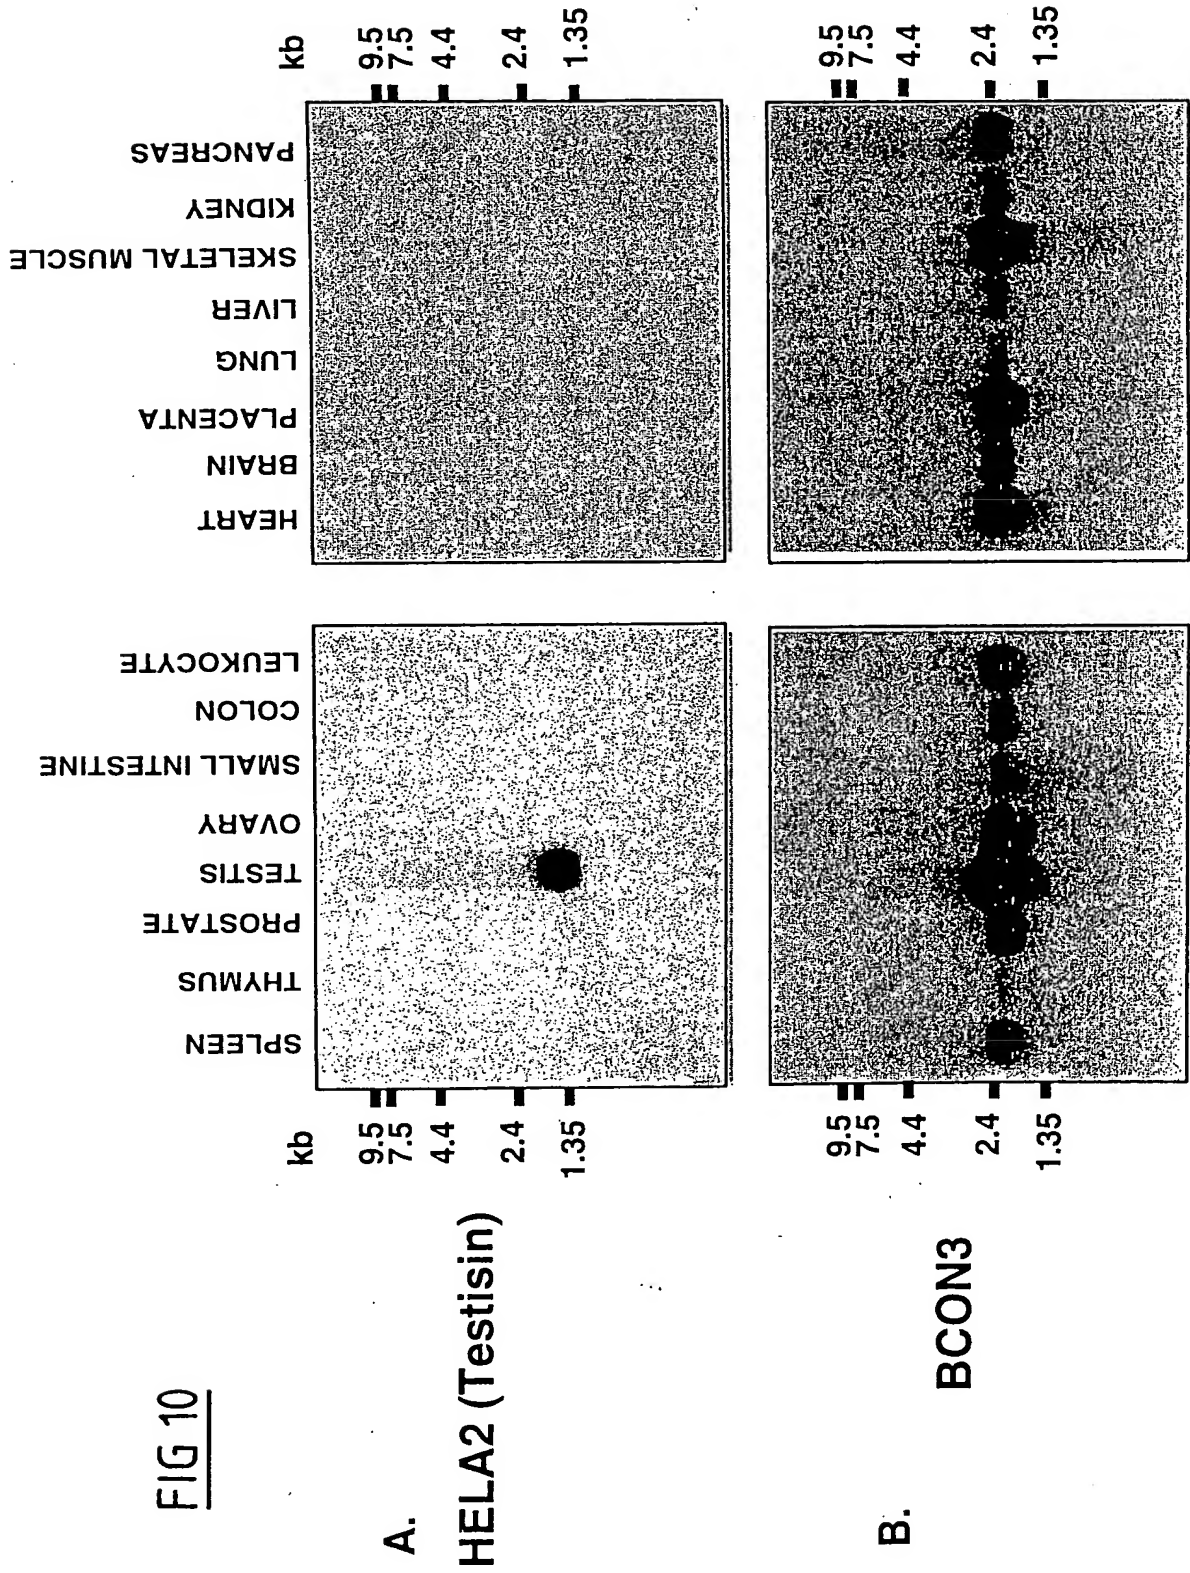 FIG 10
A.
HELA2 (Testisin)
kb
9.5
7.5
4.4
2.4
1.35
SPLEEN
THYMUS
PROSTATE
TESTIS
OVARY
SMALL INTESTINE
COLON
LEUKOCYTE
HEART
BRAIN
PLACENTA
LUNG
LIVER
SKELETAL MUSCLE
KIDNEY
PANCREAS
kb
9.5
7.5
4.4
2.4
1.35
B.
BCON3
9.5
7.5
4.4
2.4
1.35
9.5
7.5
4.4
2.4
1.35